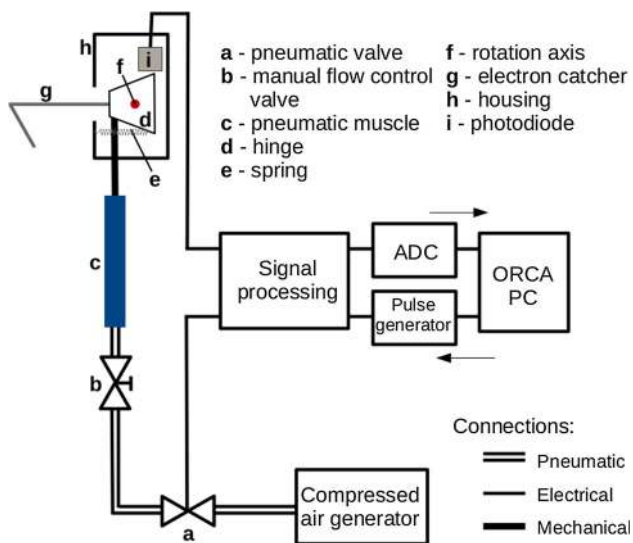 h
i
f
g
d
e
a - pneumatic valve
b - manual flow control
valve
c - pneumatic muscle
d - hinge
e - spring
f - rotation axis
g - electron catcher
h - housing
i - photodiode
c
Signal
processing
ADC
Pulse
generator
ORCA
PC
b
a
Compressed
air generator
Connections:
Pneumatic
Electrical
Mechanical